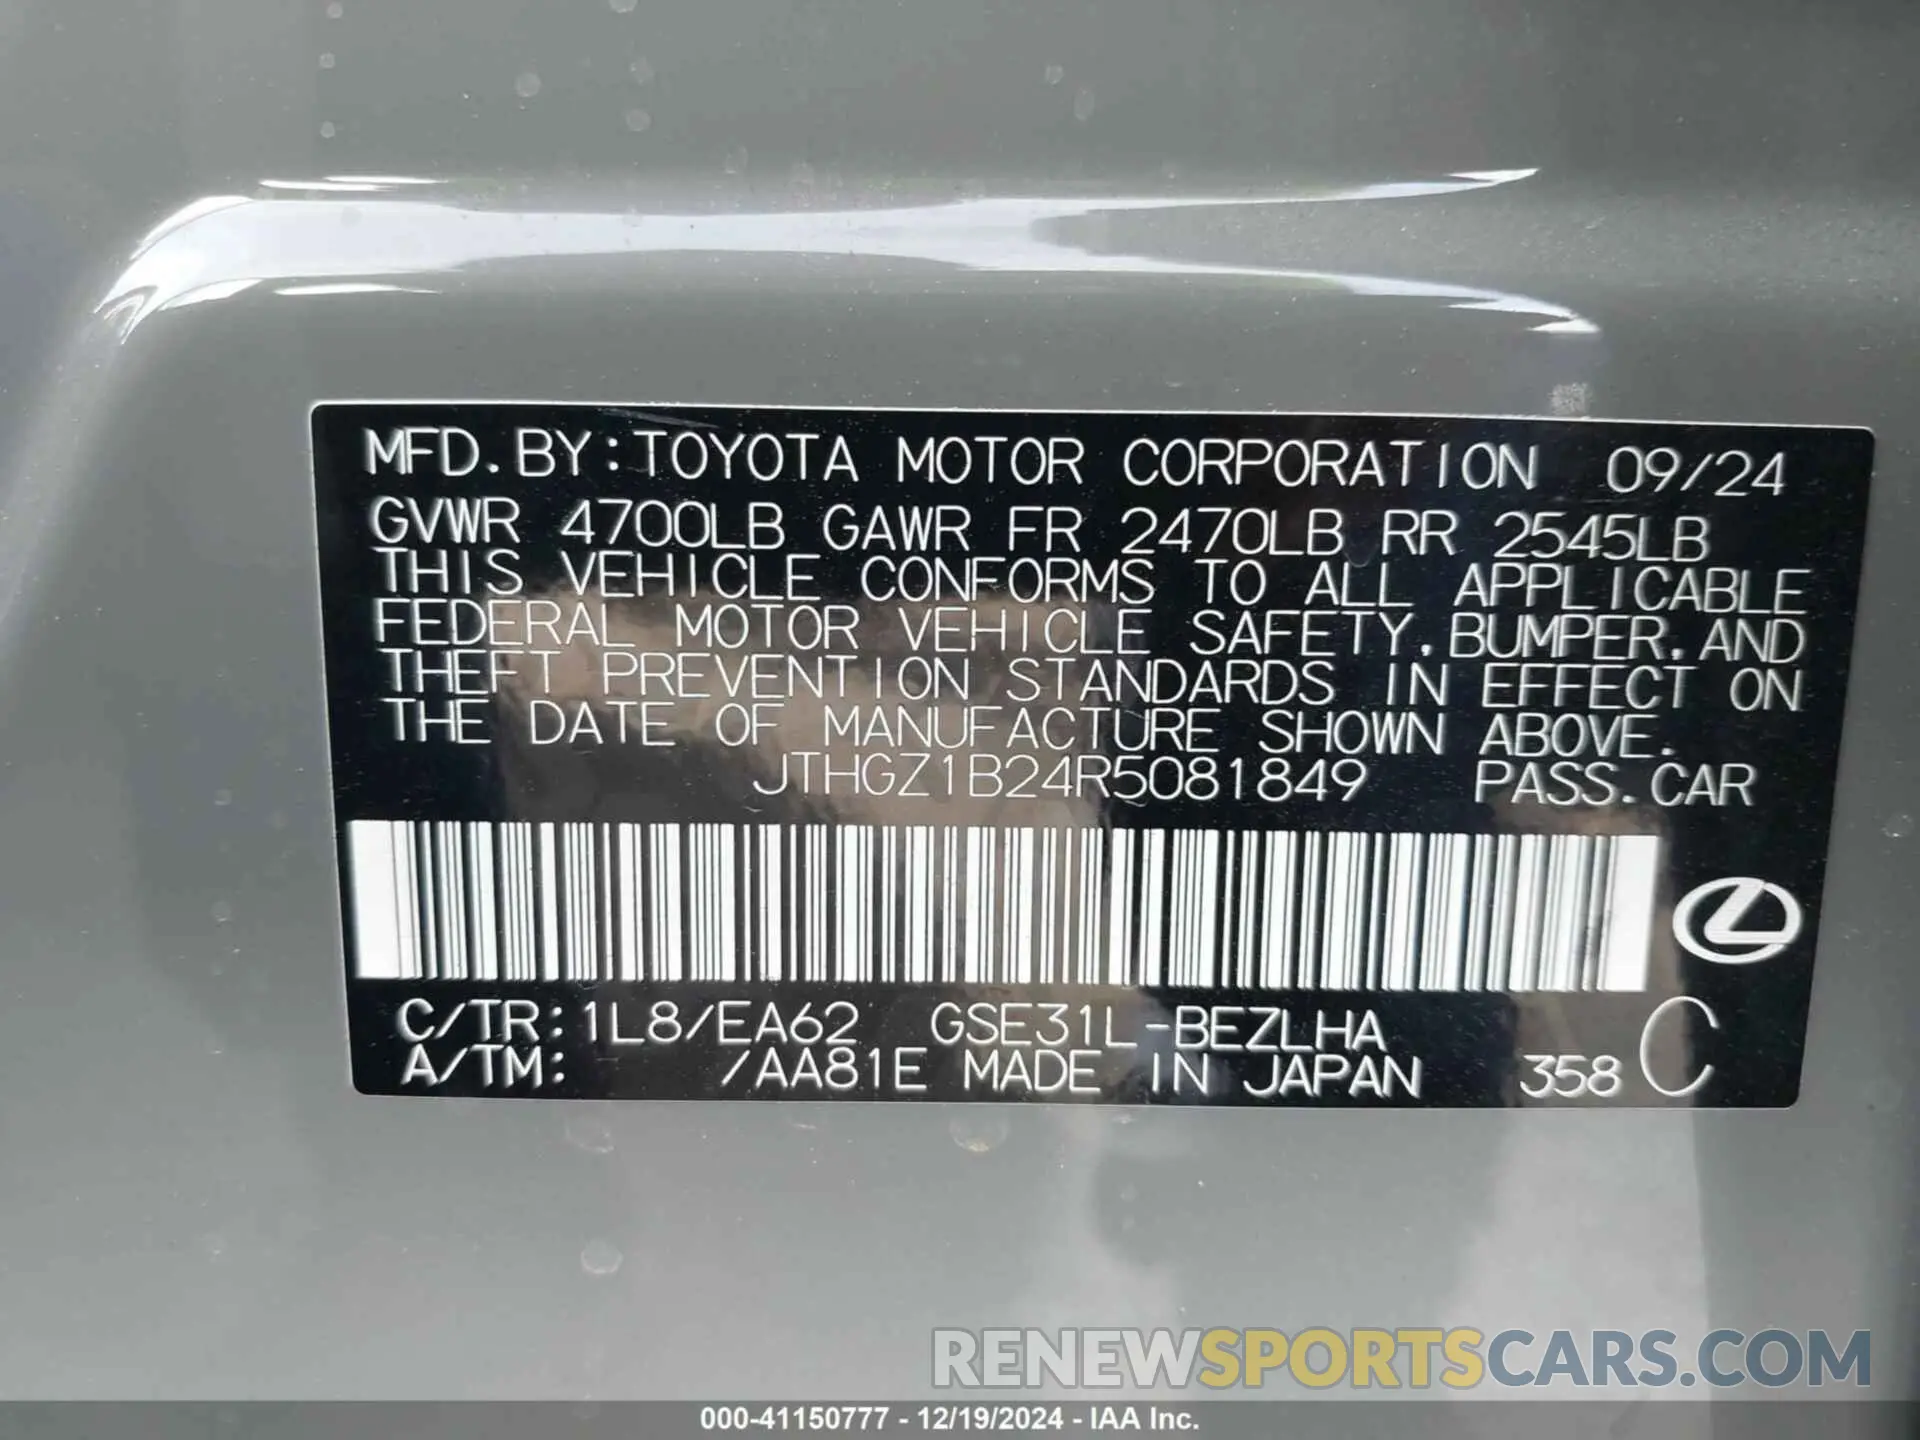 MFD. BY: TOYOTA MOTOR CORPORATION 09/24
GVWR 4700LB GAWR FR 2470LB RR 2545LB
THIS VEHICLE CONFORMS TO ALL APPLICABLE
FEDERAL MOTOR VEHICLE SAFETY, BUMPER, AND
THEFT PREVENTION STANDARDS IN EFFECT ON
THE DATE OF MANUFACTURE SHOWN ABOVE.
JTHGZ1B24R5081849 PASS. CAR
C/TR: 1L8/EA62 GSE31L-BEZLHA
A/TM: /AA81E MADE IN JAPAN 358 C
RENEWSPORTSCARS.COM
000-41150777 - 12/19/2024 - IAA Inc.